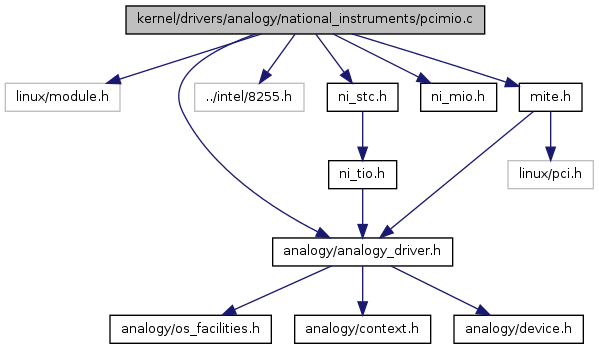 kernel/drivers/analogy/national_instruments/pcimio.c
linux/module.h
../intel/8255.h
ni_stc.h
ni_mio.h
mite.h
ni_tio.h
linux/pci.h
analogy/analogy_driver.h
analogy/os_facilities.h
analogy/context.h
analogy/device.h